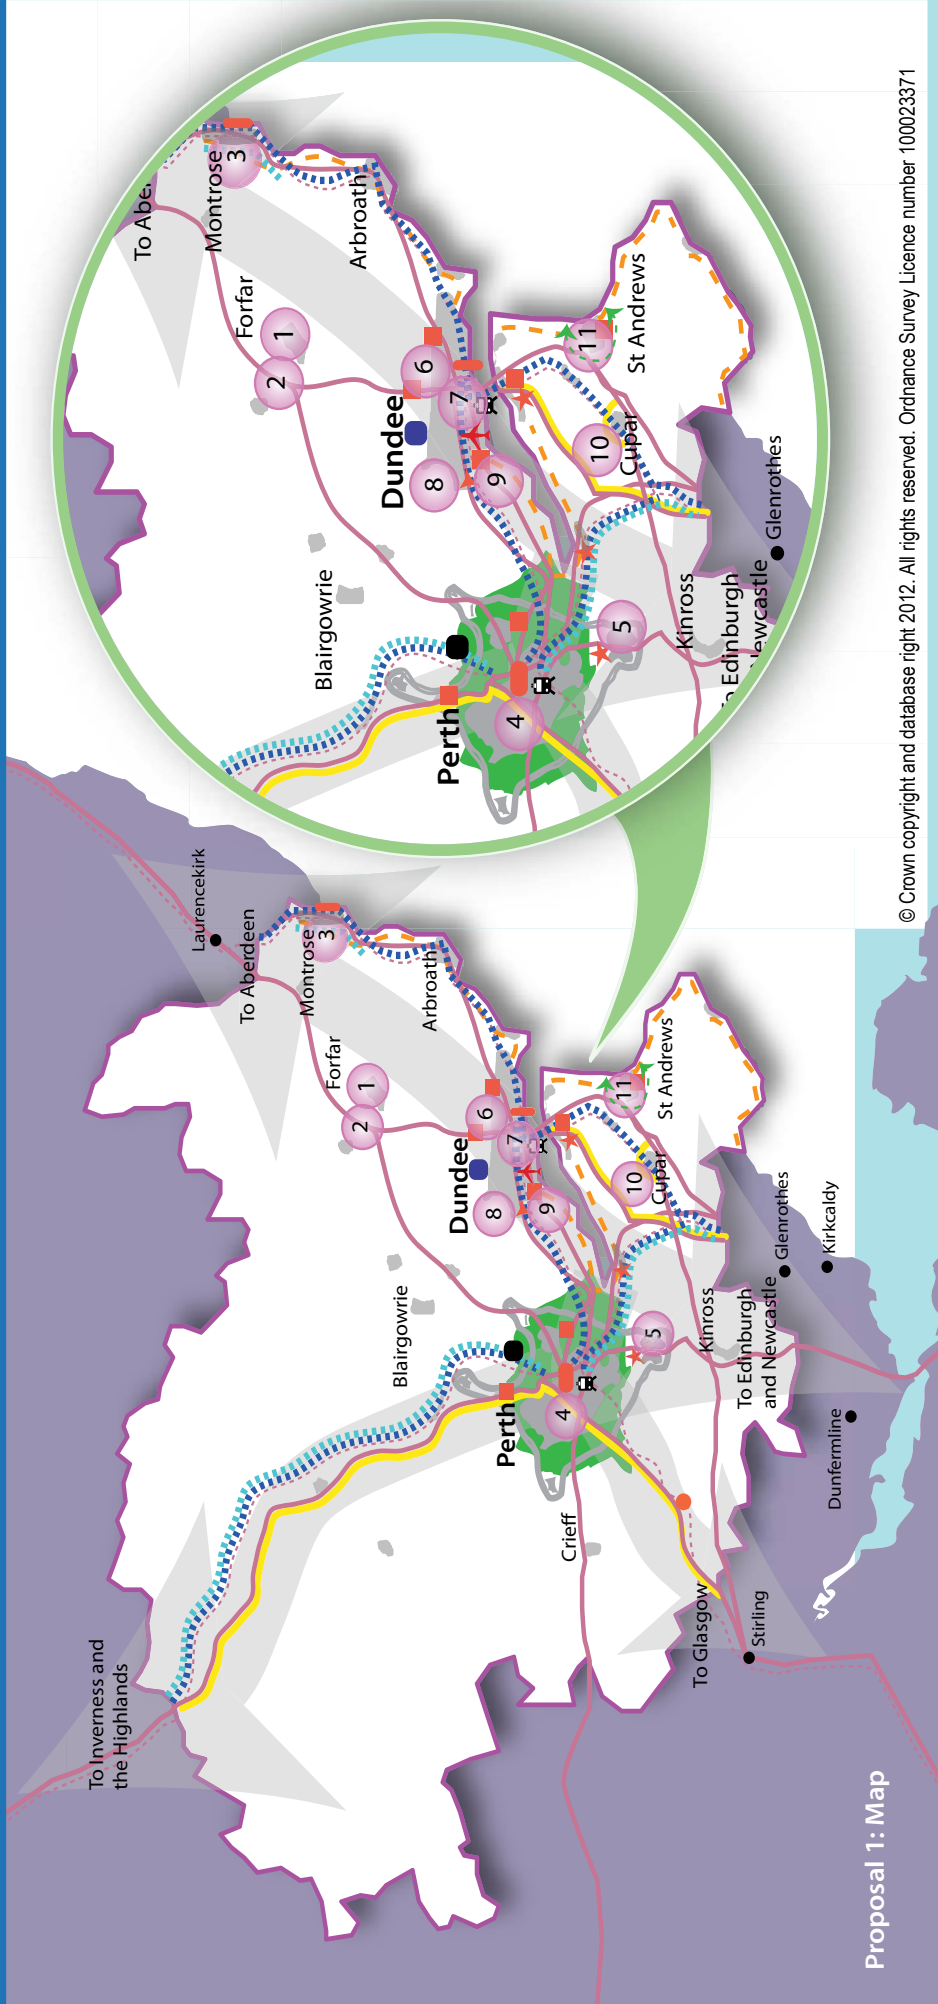 Proposal 1: Map
To Inverness and
the Highlands
To Glasgow
Stirling
Crieff
Dunfermline
Perth
4
5
Kinross
To Edinburgh
and Newcastle
Glenrothes
Kirkcaldy
Blairgowrie
Dundee
8
9
7
6
10
Cupar
11
St Andrews
2
1
Forfar
Arbroath
Montrose
3
To Aberdeen
Laurencekirk
To Aber
Montrose
3
Arbroath
Forfar
1
2
Dundee
6
7
8
9
10
Cupar
11
St Andrews
Blairgowrie
Perth
4
5
Kinross
Edinburgh
Newcastle
Glenrothes
© Crown copyright and database right 2012. All rights reserved. Ordnance Survey Licence number 100023371